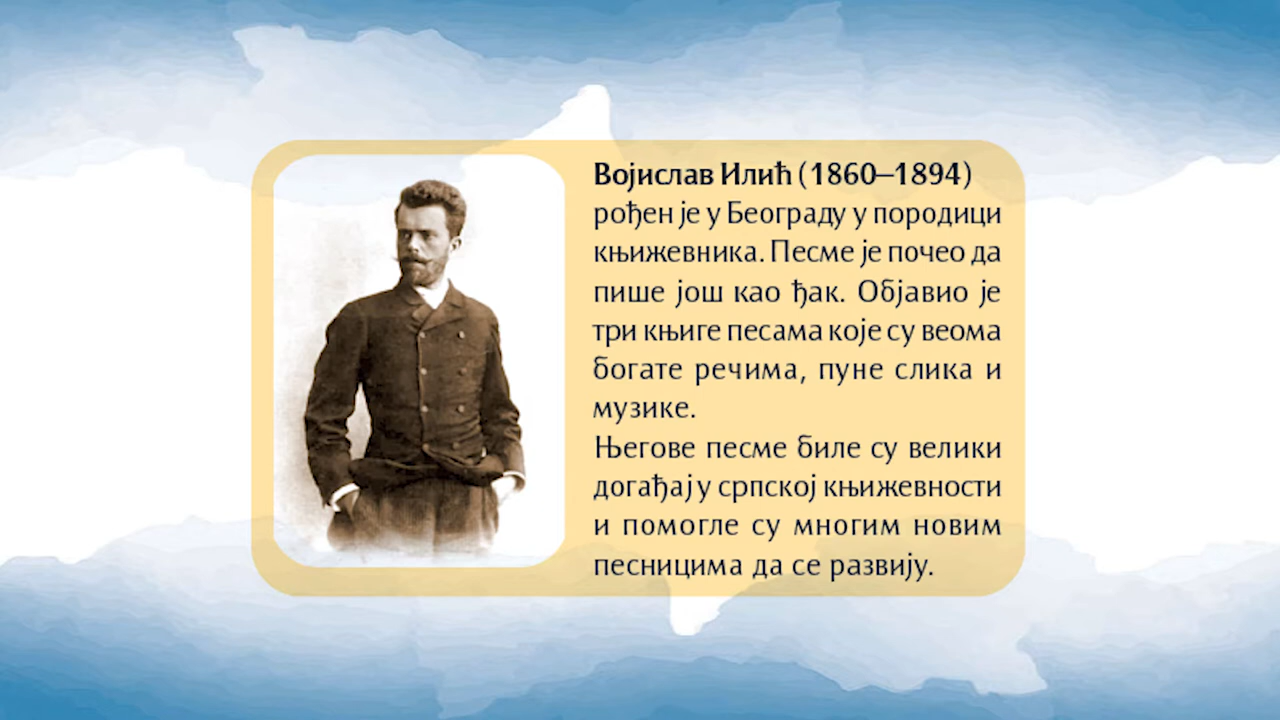 Војислав Илић (1860–1894)
рођен је у Београду у породици
књижевника. Песме је почео да
пише још као ђак. Објавио је
три књиге песама које су веома
богате речима, пуне слика и
музике.
Његове песме биле су велики
догађај у српској књижевности
и помогле су многим новим
песницима да се развију.